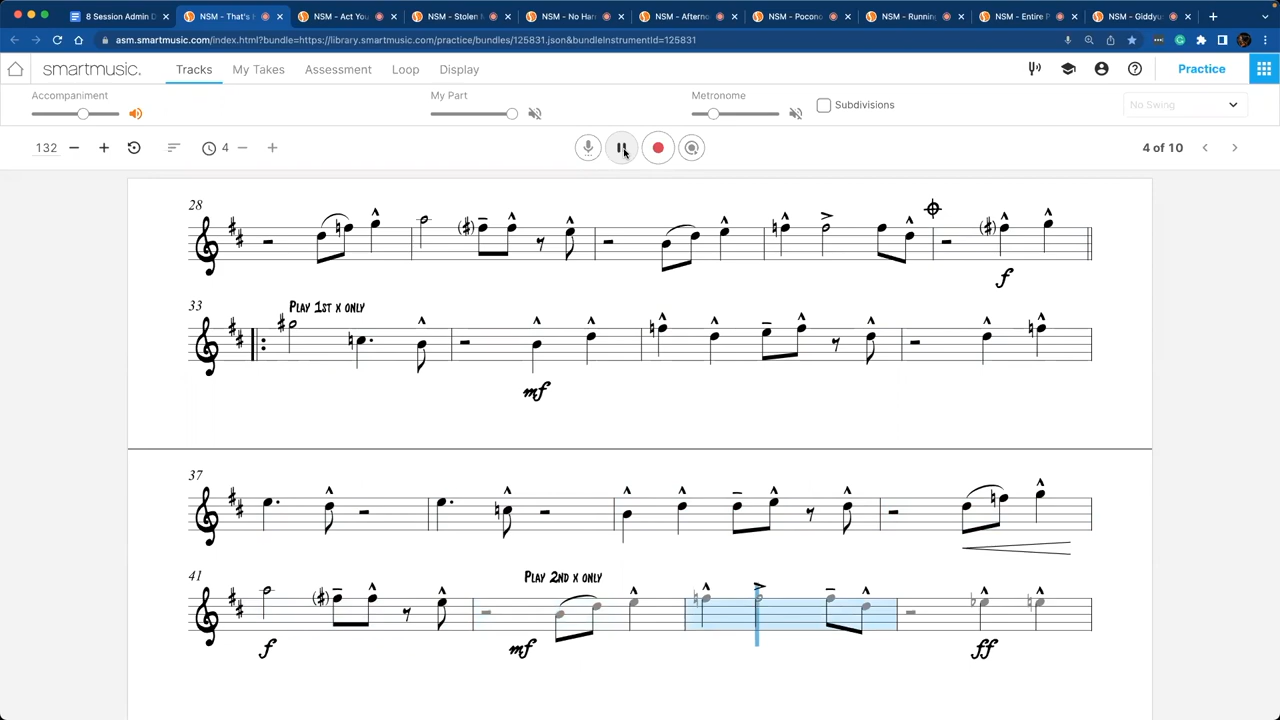 8 Session Admin D
NSM - That's H
NSM - Act You
NSM - Stolen M
NSM - No Har
NSM - Afterno
NSM - Pocono
NSM - Running
NSM - Entire P
NSM - Giddyu
asm.smartmusic.com/index.html?bundle=https://library.smartmusic.com/practice/bundles/125831.json&bundleInstrumentId=125831
smartmusic.
Tracks
My Takes
Assessment
Loop
Display
Practice
Accompaniment
My Part
Metronome
Subdivisions
No Swing
132
4
4 of 10
28
f
33
PLAY 1ST X ONLY
mf
37
41
PLAY 2ND X ONLY
f
mf
ff